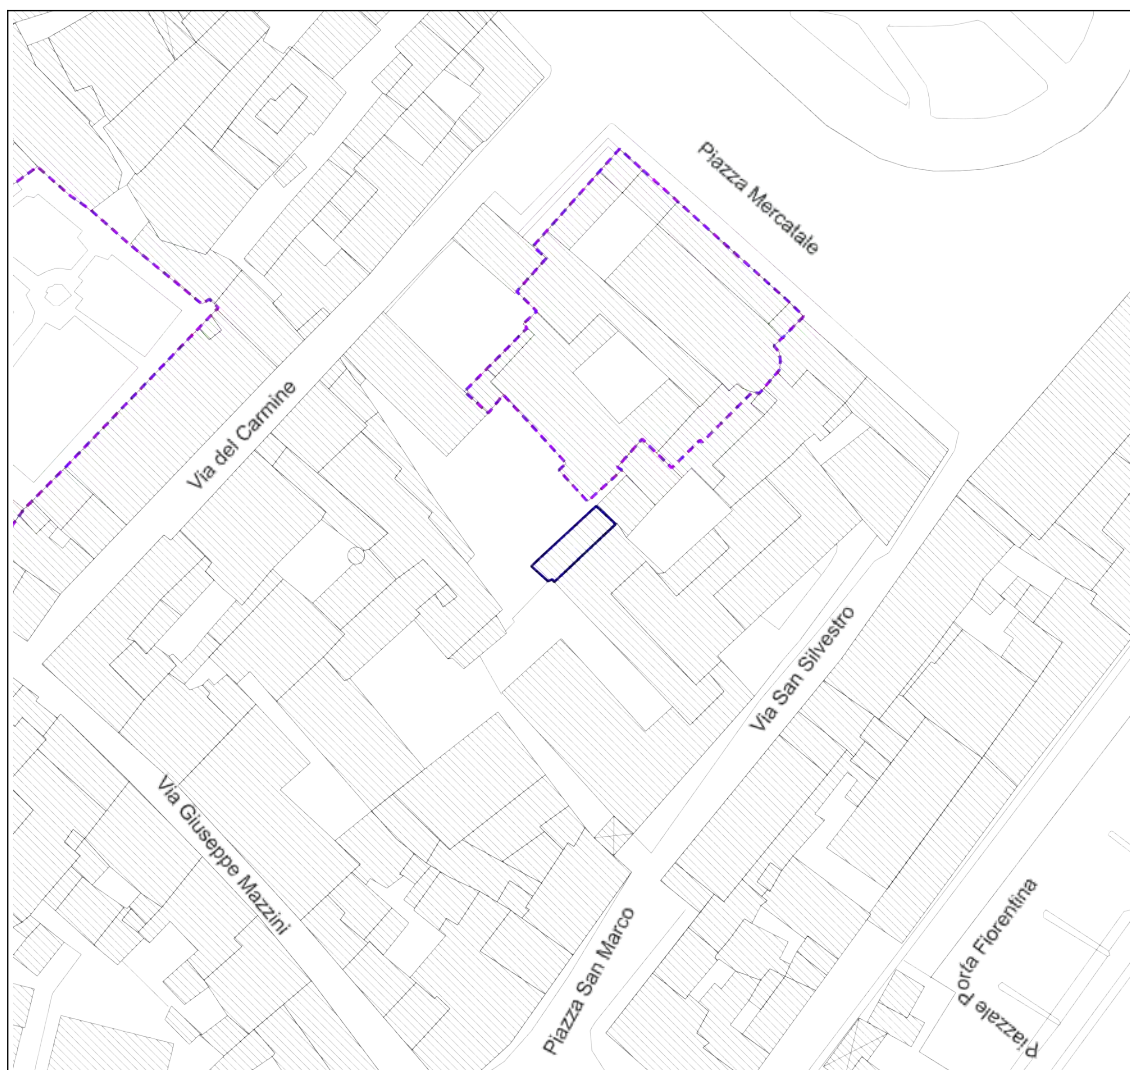 Piazza Mercatale
Via del Carmine
Via San Silvestro
Via Giuseppe Mazzini
Piazza San Marco
Piazzale Porta Fiorentina